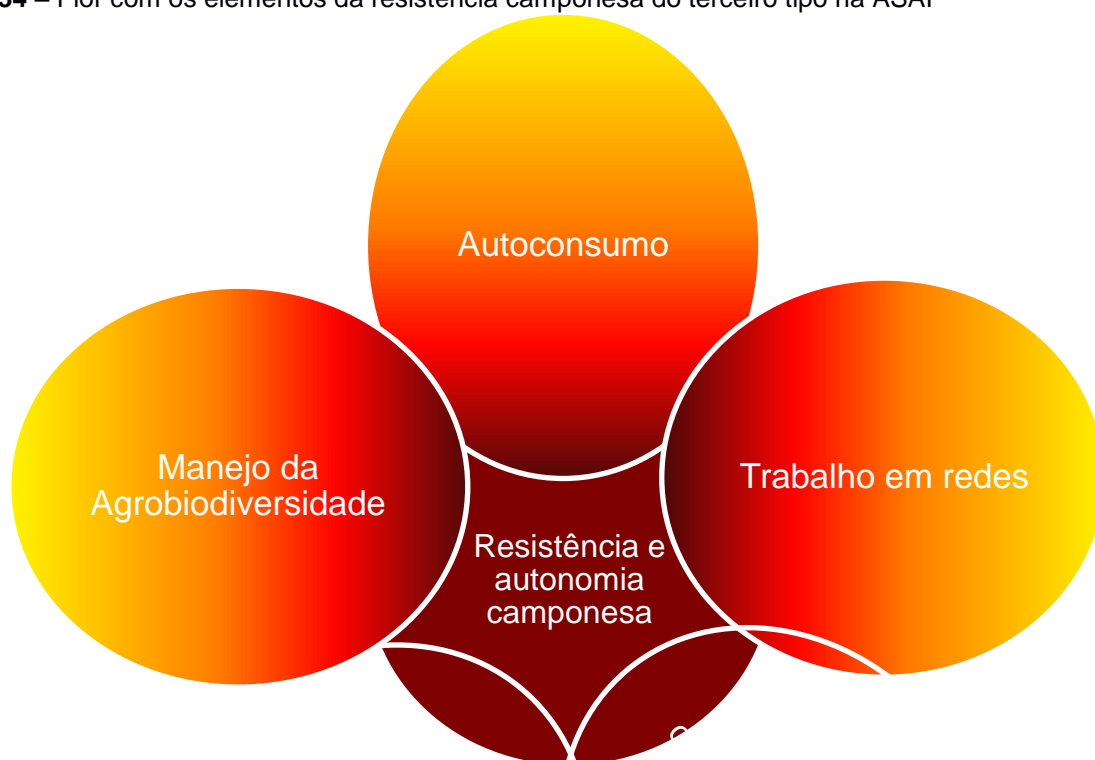 34 – Flor com os elementos da resistência camponesa do terceiro tipo na ASAF
Autoconsumo
Manejo da
Agrobiodiversidade
Trabalho em redes
Resistência e
autonomia
camponesa